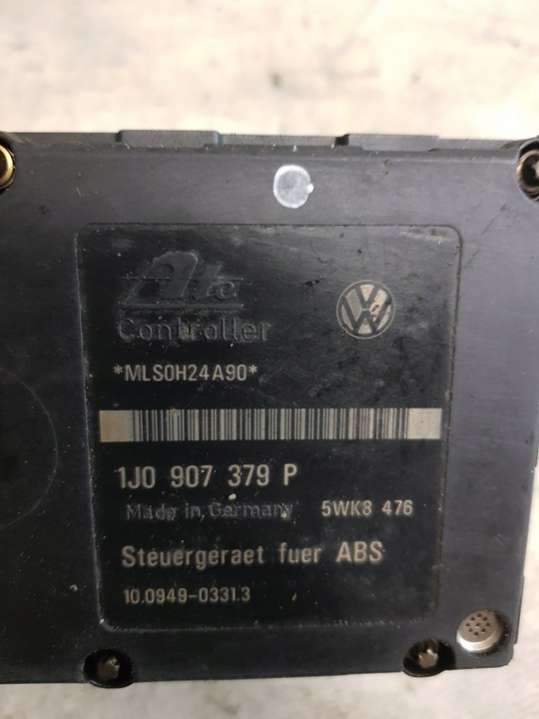 Ate
Controller
*MLS0H24A90*
1J0 907 379 P
Made in Germany 5WK8 476
Steuergeraet fuer ABS
10.0949-0331.3